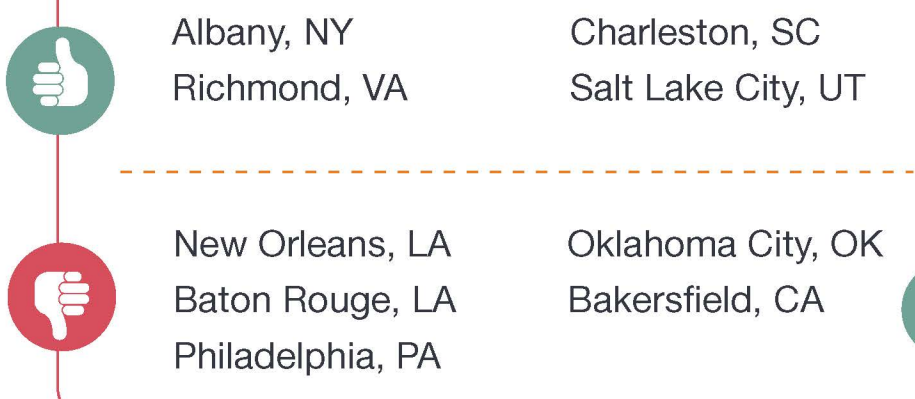 Albany, NY
Richmond, VA
Charleston, SC
Salt Lake City, UT
New Orleans, LA
Baton Rouge, LA
Philadelphia, PA
Oklahoma City, OK
Bakersfield, CA